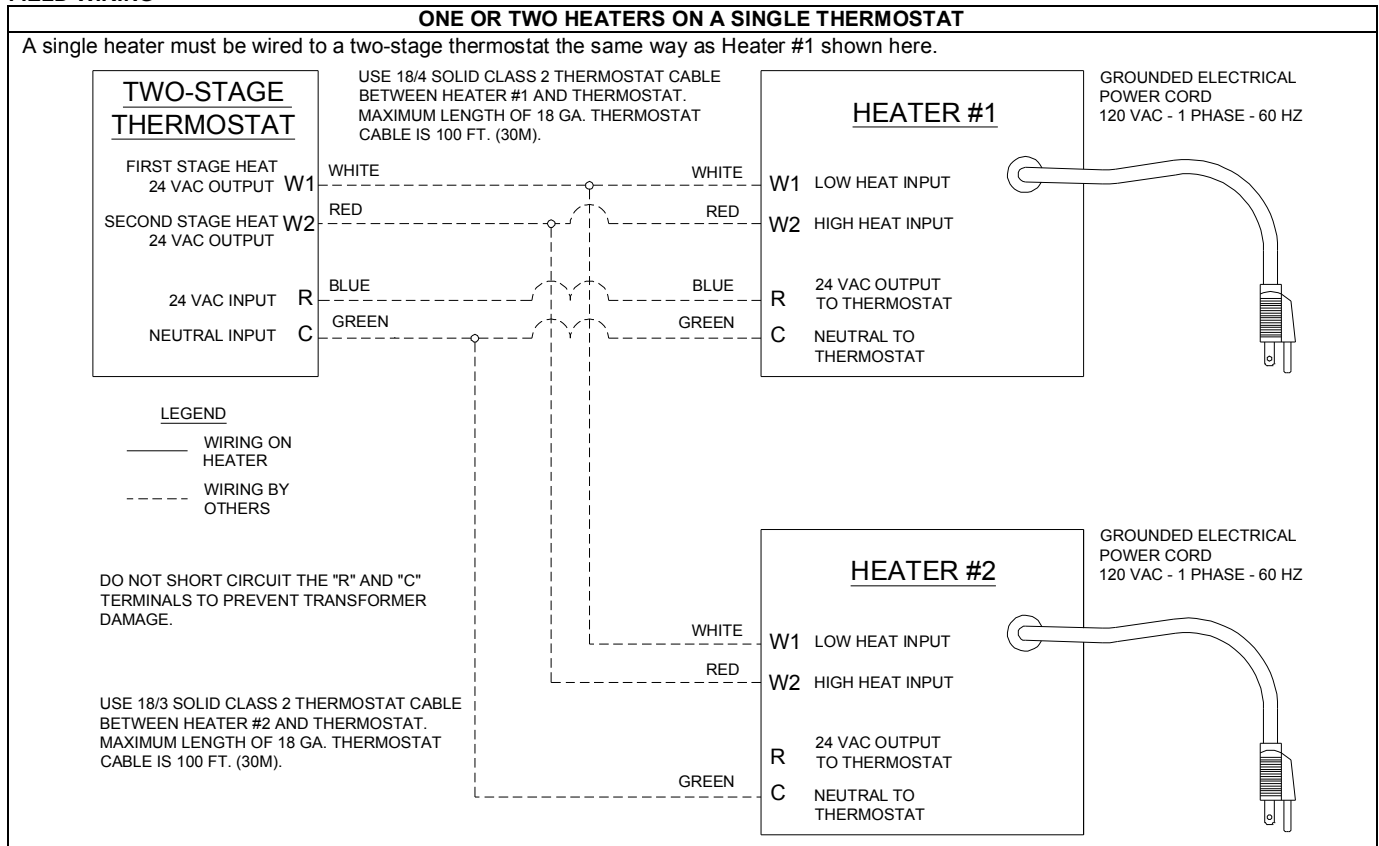 ONE OR TWO HEATERS ON A SINGLE THERMOSTAT
A single heater must be wired to a two-stage thermostat the same way as Heater #1 shown here.
TWO-STAGE
THERMOSTAT
FIRST STAGE HEAT
24 VAC OUTPUT
W1
SECOND STAGE HEAT
24 VAC OUTPUT
W2
24 VAC INPUT
R
NEUTRAL INPUT
C
USE 18/4 SOLID CLASS 2 THERMOSTAT CABLE
BETWEEN HEATER #1 AND THERMOSTAT.
MAXIMUM LENGTH OF 18 GA. THERMOSTAT
CABLE IS 100 FT. (30M).
WHITE
RED
BLUE
GREEN
WHITE
RED
BLUE
GREEN
HEATER #1
W1 LOW HEAT INPUT
W2 HIGH HEAT INPUT
R
24 VAC OUTPUT
TO THERMOSTAT
C
NEUTRAL TO
THERMOSTAT
GROUNDED ELECTRICAL
POWER CORD
120 VAC - 1 PHASE - 60 HZ
LEGEND
WIRING ON
HEATER
WIRING BY
OTHERS
DO NOT SHORT CIRCUIT THE "R" AND "C"
TERMINALS TO PREVENT TRANSFORMER
DAMAGE.
USE 18/3 SOLID CLASS 2 THERMOSTAT CABLE
BETWEEN HEATER #2 AND THERMOSTAT.
MAXIMUM LENGTH OF 18 GA. THERMOSTAT
CABLE IS 100 FT. (30M).
WHITE
RED
GREEN
HEATER #2
W1 LOW HEAT INPUT
W2 HIGH HEAT INPUT
R
24 VAC OUTPUT
TO THERMOSTAT
C
NEUTRAL TO
THERMOSTAT
GROUNDED ELECTRICAL
POWER CORD
120 VAC - 1 PHASE - 60 HZ